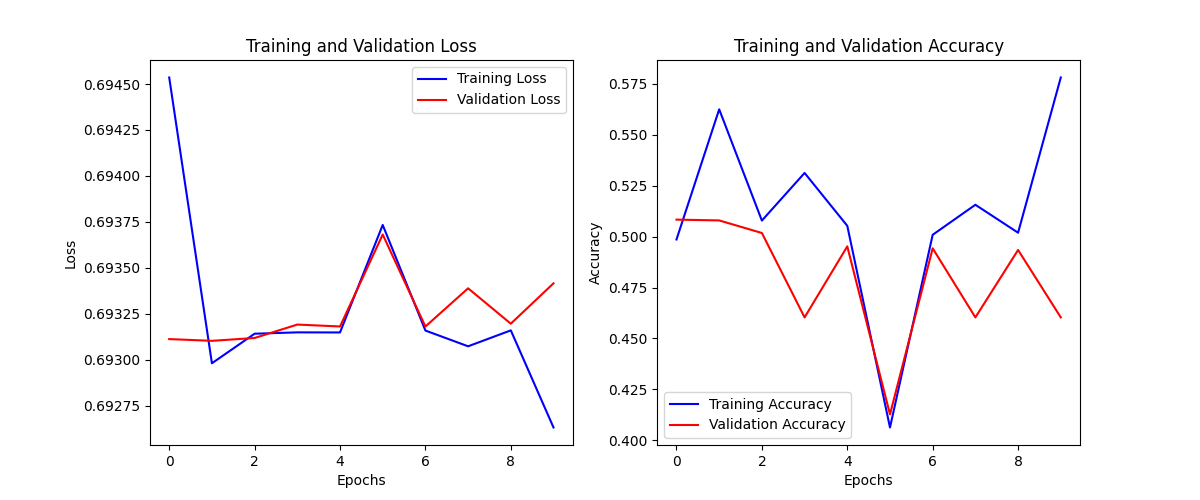 Training and Validation Loss
0.69450
0.69425
0.69400
0.69375
0.69350
0.69325
0.69300
0.69275
Loss
Training Loss
Validation Loss
0 2 4 6 8
Epochs
Training and Validation Accuracy
0.575
0.550
0.525
0.500
0.475
0.450
0.425
0.400
Accuracy
Training Accuracy
Validation Accuracy
0 2 4 6 8
Epochs